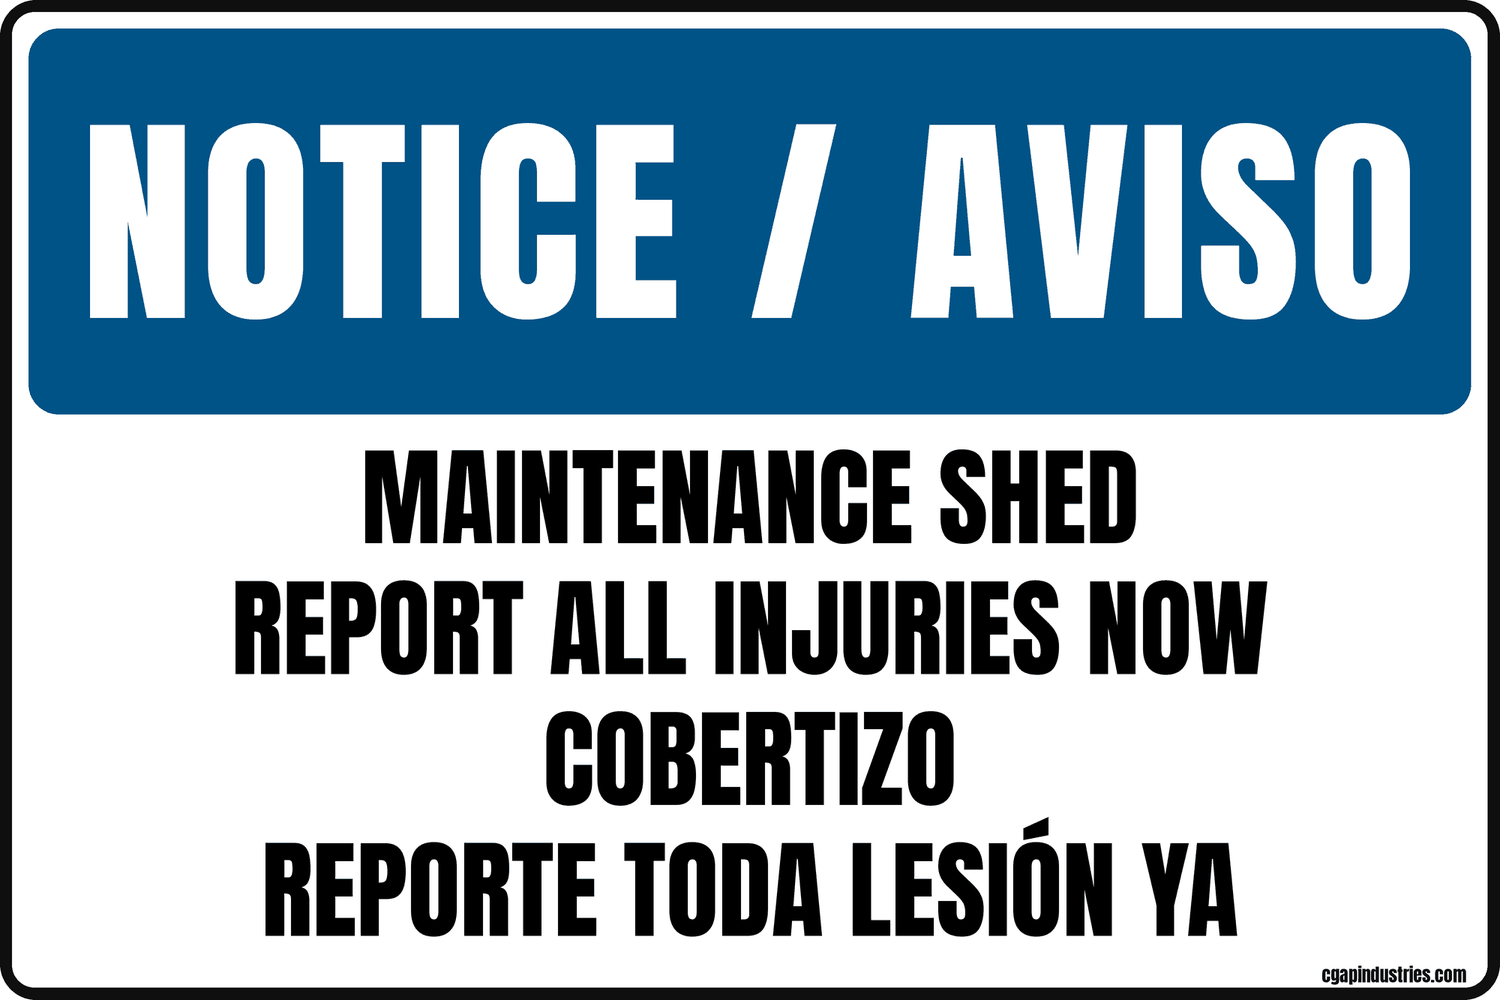 NOTICE / AVISO
MAINTENANCE SHED
REPORT ALL INJURIES NOW
COBERTIZO
REPORTE TODA LESIÓN YA
cgapindustries.com